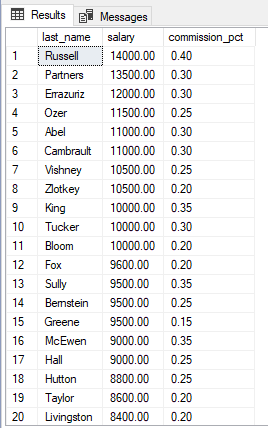 Results Messages
last_name salary commission_pct
1 Russell 14000.00 0.40
2 Partners 13500.00 0.30
3 Errazuriz 12000.00 0.30
4 Ozer 11500.00 0.25
5 Abel 11000.00 0.30
6 Cambrault 11000.00 0.30
7 Vishney 10500.00 0.25
8 Zlotkey 10500.00 0.20
9 King 10000.00 0.35
10 Tucker 10000.00 0.30
11 Bloom 10000.00 0.20
12 Fox 9600.00 0.20
13 Sully 9500.00 0.35
14 Bernstein 9500.00 0.25
15 Greene 9500.00 0.15
16 McEwen 9000.00 0.35
17 Hall 9000.00 0.25
18 Hutton 8800.00 0.25
19 Taylor 8600.00 0.20
20 Livingston 8400.00 0.20